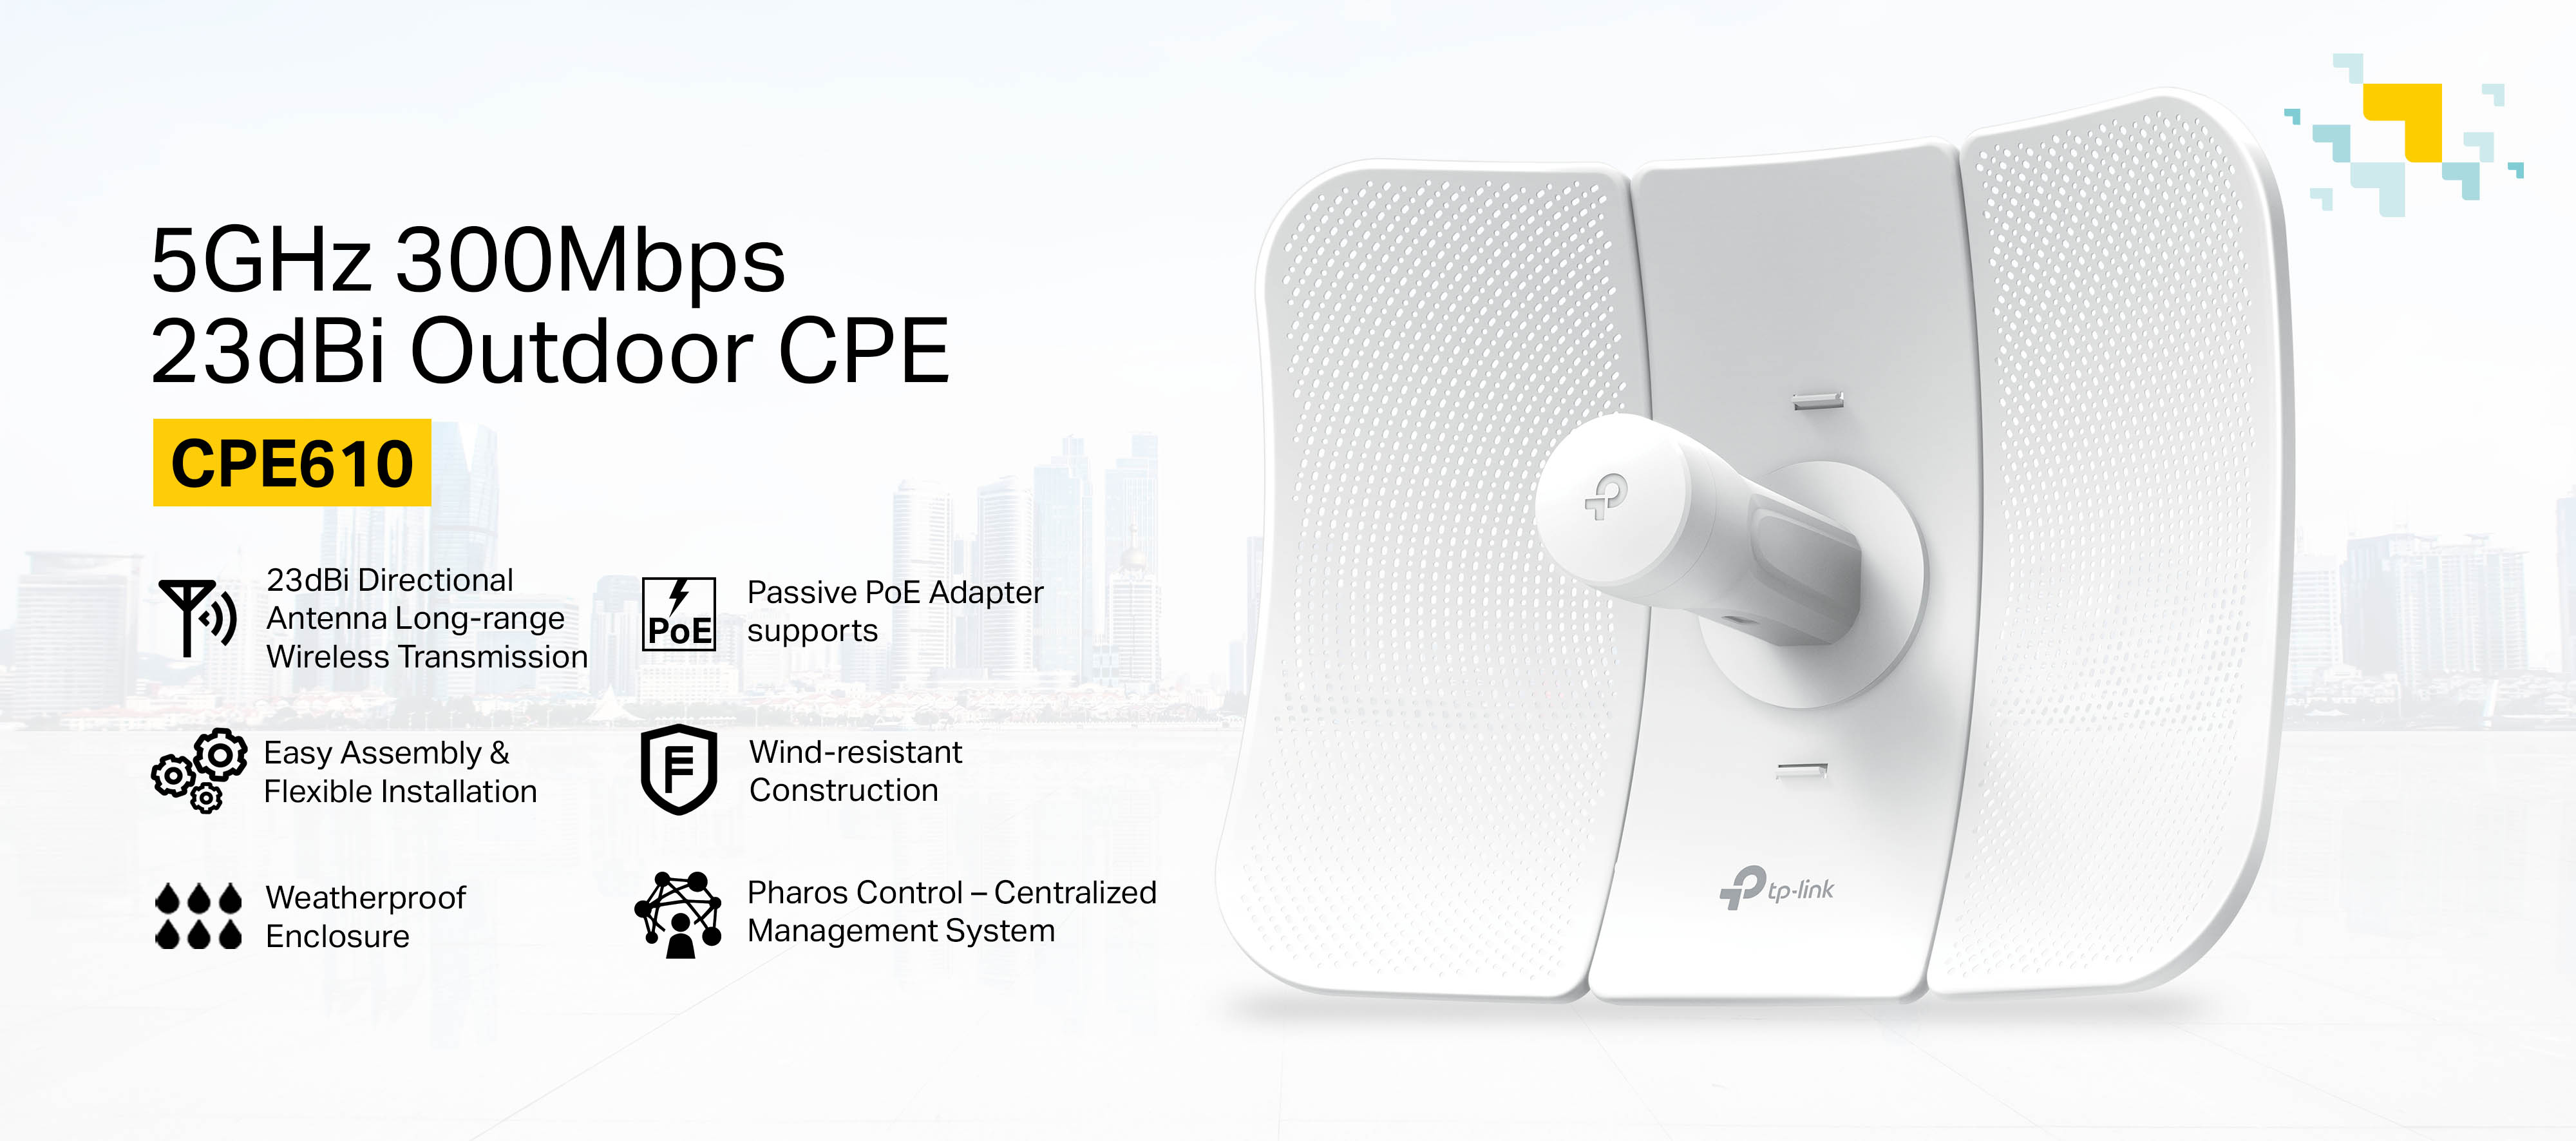 5GHz 300Mbps
23dBi Outdoor CPE
CPE610
23dBi Directional
Antenna Long-range
Wireless Transmission
PoE
Passive PoE Adapter
supports
Easy Assembly &
Flexible Installation
F
Wind-resistant
Construction
Weatherproof
Enclosure
Pharos Control – Centralized
Management System
tp-link